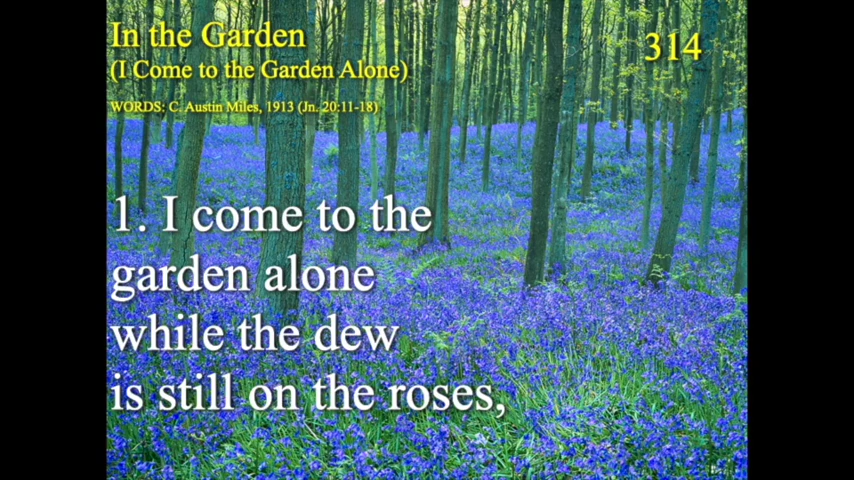 In the Garden
314
(I Come to the Garden Alone)
WORDS: C. Austin Miles, 1913 (Jn. 20:11-18)
1. I come to the
garden alone
while the dew
is still on the roses,